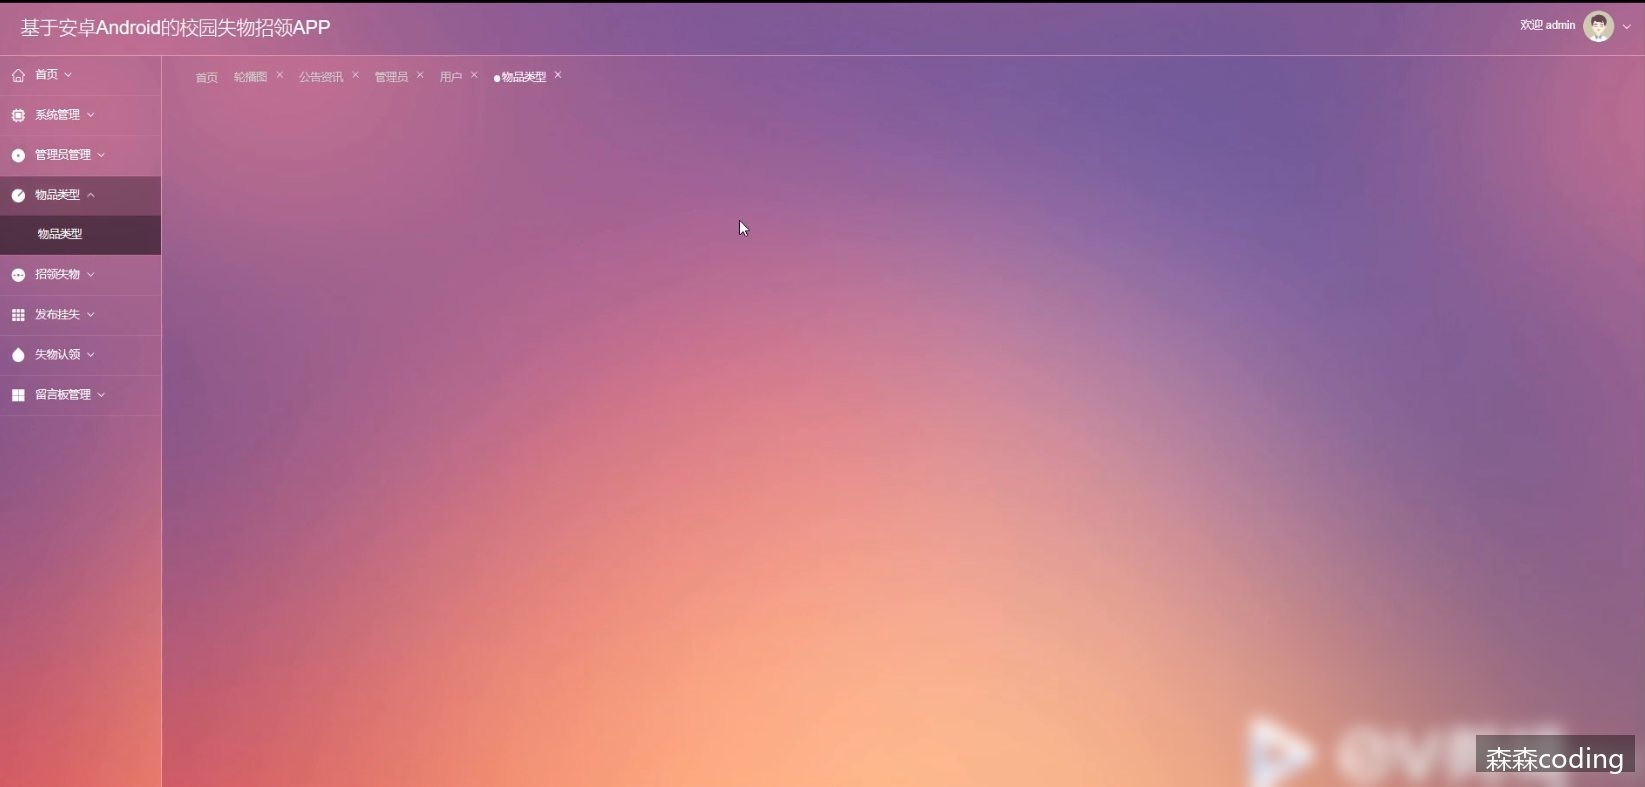 基于安卓Android的校园失物招领APP
欢迎 admin
首页
系统管理
管理员管理
物品类型
物品类型
招领失物
发布挂失
失物认领
留言板管理
首页 轮播图 × 公告资讯 × 管理员 × 用户 × 物品类型 ×
森森coding